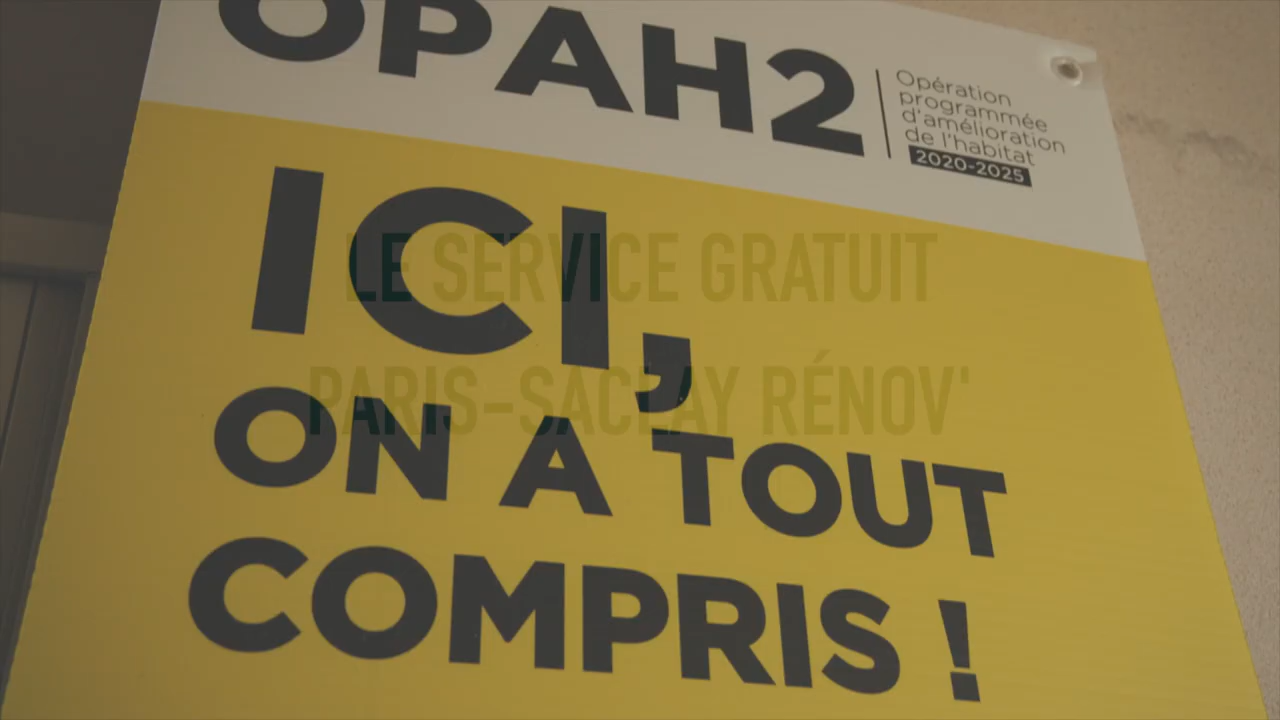 OPAH2
Opération
programmée
d'amélioration
de l'habitat
2020-2025
ICI,
ON A TOUT
COMPRIS !
LE SERVICE GRATUIT
PARIS-SACLAY RÉNOV'